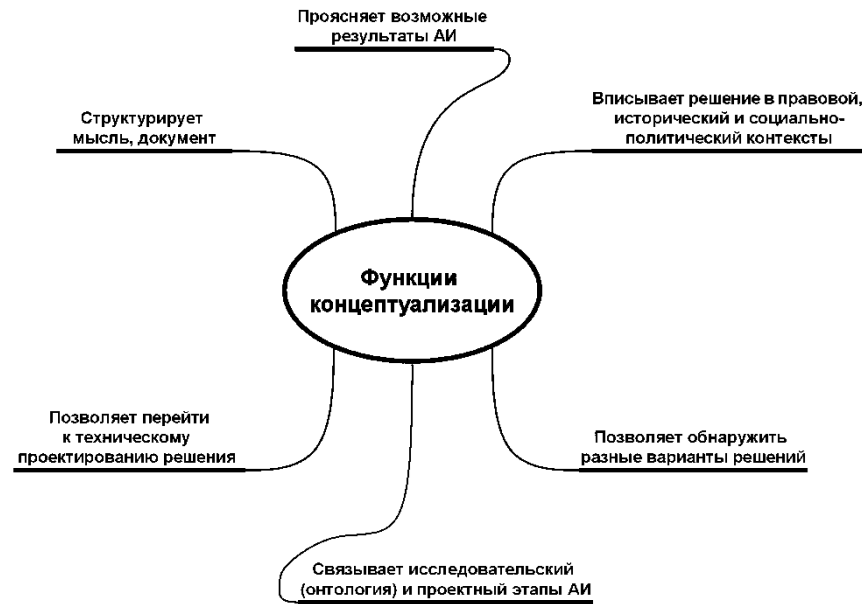 Проясняет возможные
результаты АИ
Структурирует
мысль, документ
Вписывает решение в правовой,
исторический и социально-
политический контексты
Функции
концептуализации
Позволяет перейти
к техническому
проектированию решения
Позволяет обнаружить
разные варианты решений
Связывает исследовательский
(онтология) и проектный этапы АИ